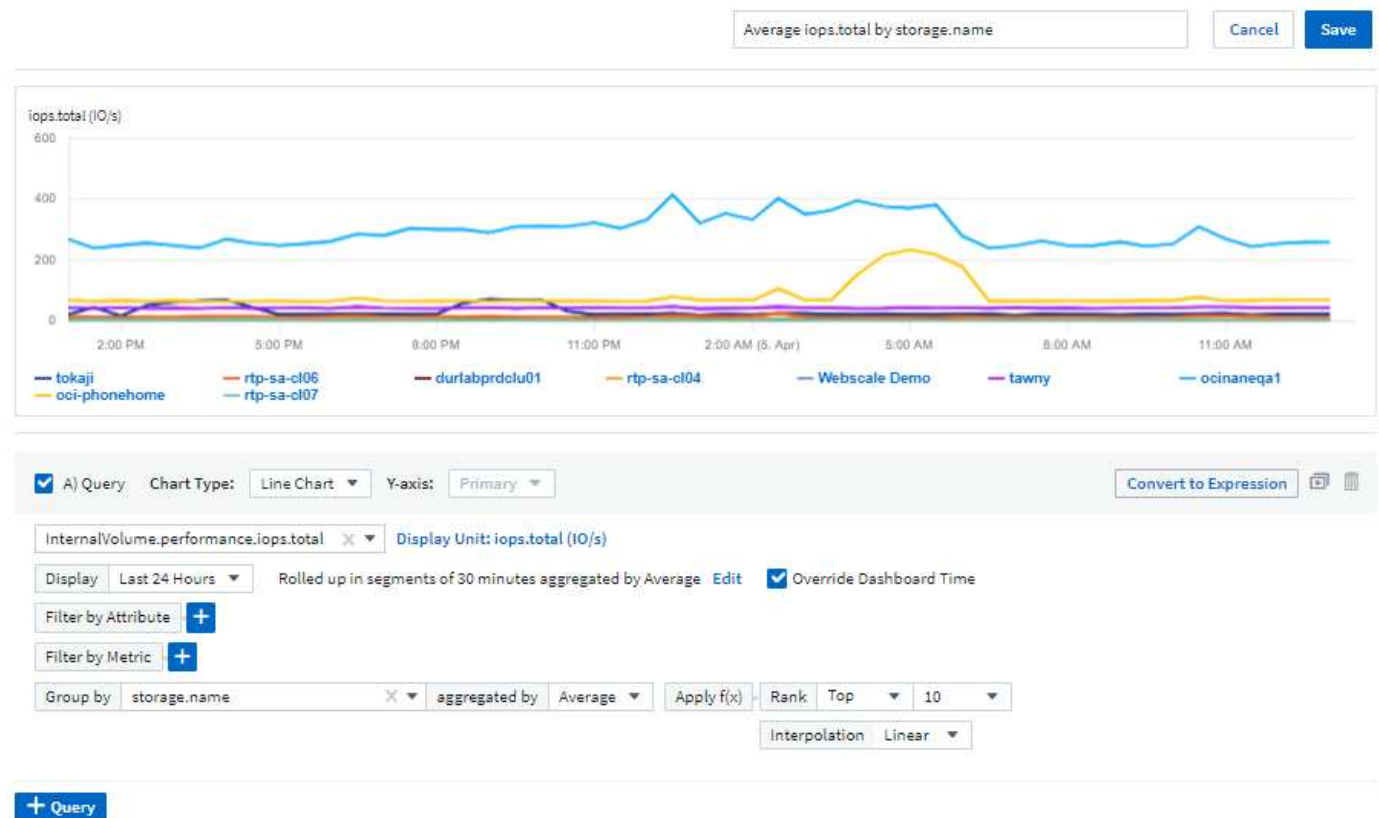 Average iops.total by storage.name Cancel Save
iops.total (IO/s)
600
400
200
0
2:00 PM 5:00 PM 8:00 PM 11:00 PM 2:00 AM (5. Apr) 5:00 AM 8:00 AM 11:00 AM
tokaji rtp-sa-cl06 durlabprdclu01 rtp-sa-cl04 Webscale Demo tawny ocinaneqa1
oci-phonehome rtp-sa-cl07
A) Query Chart Type: Line Chart Y-axis: Primary Convert to Expression
InternalVolume.performance.iops.total Display Unit: iops.total (IO/s)
Display Last 24 Hours Rolled up in segments of 30 minutes aggregated by Average Edit Override Dashboard Time
Filter by Attribute +
Filter by Metric +
Group by storage.name aggregated by Average Apply f(x) Rank Top 10
Interpolation Linear
+ Query